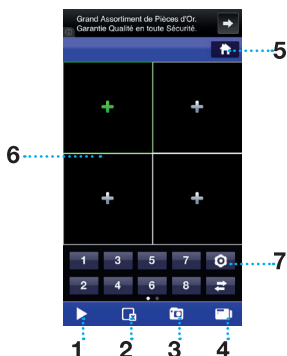 Grand Assortiment de Pièces d'Or.
Garantie Qualité en toute Sécurité.
5
6
1 3 5 7
7
2 4 6 8
1 2 3 4